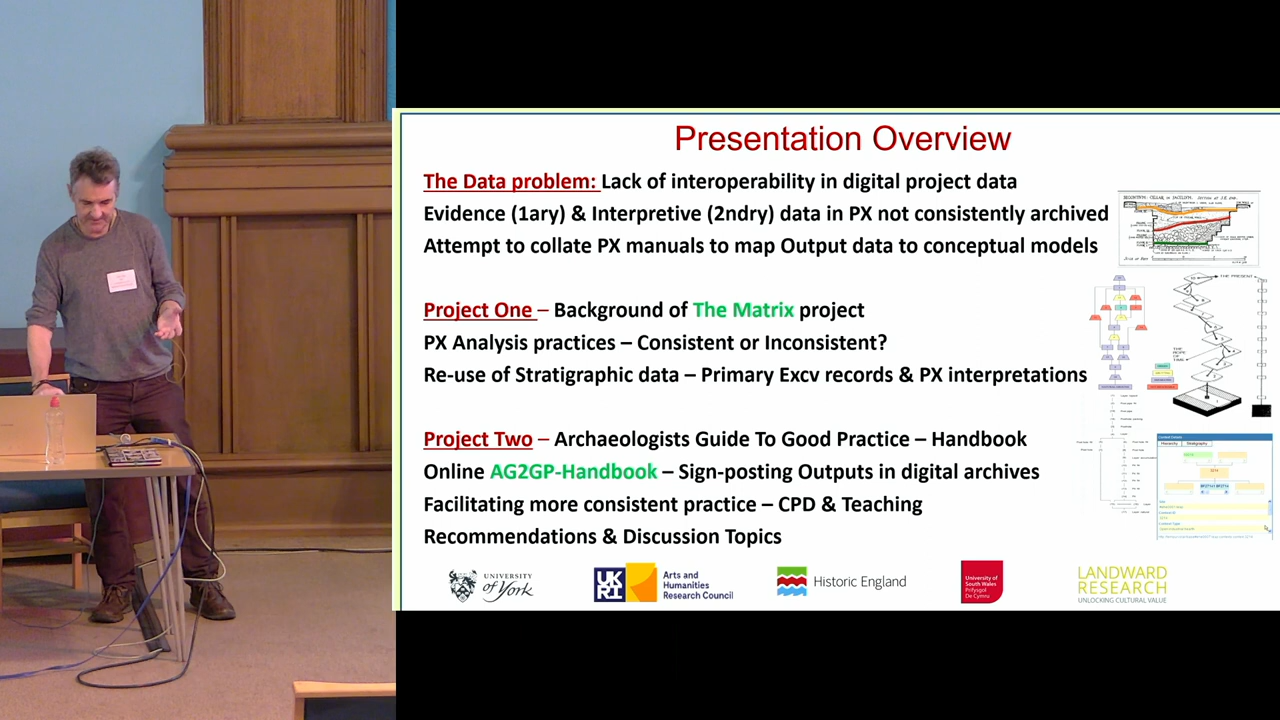 Presentation Overview
The Data problem: Lack of interoperability in digital project data
Evidence (1ary) & Interpretive (2ndry) data in PX not consistently archived
Attempt to collate PX manuals to map Output data to conceptual models
Project One – Background of The Matrix project
PX Analysis practices – Consistent or Inconsistent?
Re-use of Stratigraphic data – Primary Excv records & PX interpretations
THE PRESENT
Project Two – Archaeologists Guide To Good Practice – Handbook
Online AG2GP-Handbook – Sign-posting Outputs in digital archives
Facilitating more consistent practice – CPD & Teaching
Recommendations & Discussion Topics
UNIVERSITY of York
UKRI
Arts and
Humanities
Research Council
Historic England
University of
South Wales
Prifysgol
De Cymru
LANDWARD
RESEARCH
UNLOCKING CULTURAL VALUE